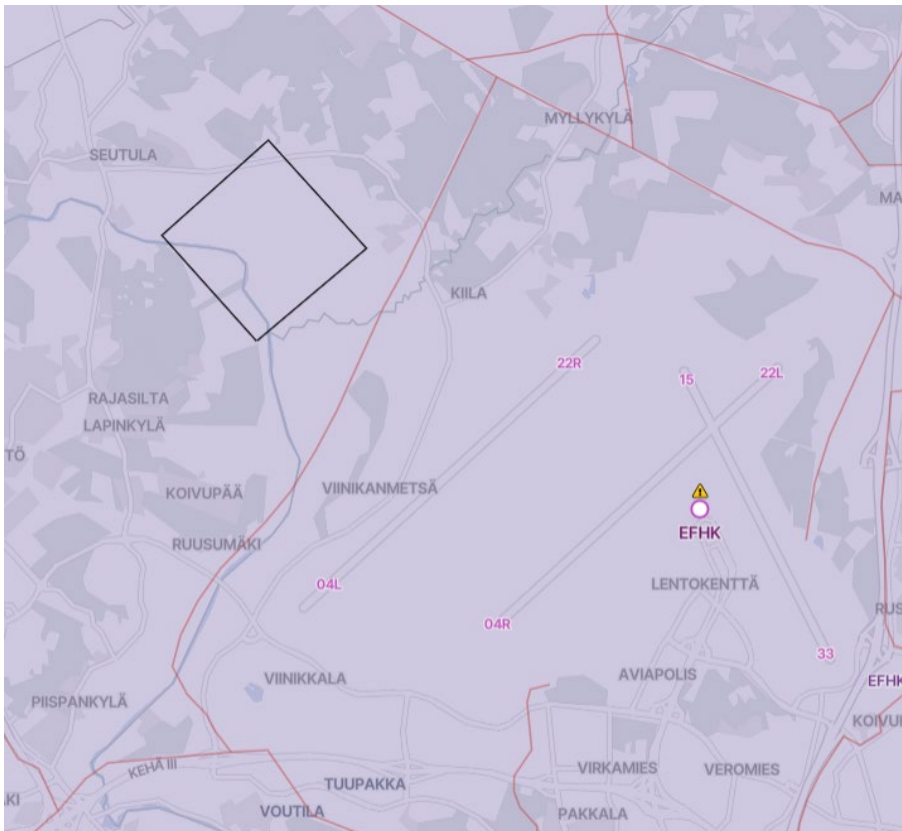 MYLLYKYLÄ
SEUTULA
MA
KIILA
22R
15
22L
RAJASILTA
LAPINKYLÄ
TÖ
KOIVUPÄÄ
VIINIKANMETSÄ
EFHK
RUUSUMÄKI
04L
LENTOKENTTÄ
RUS
04R
33
VIINIKKALA
AVIAPOLIS
EFHK
PIISPANKYLÄ
KOIVU
KEHÄ III
VIRKAMIES
VEROMIES
TUUPAKKA
ÄKI
VOUTILA
PAKKALA